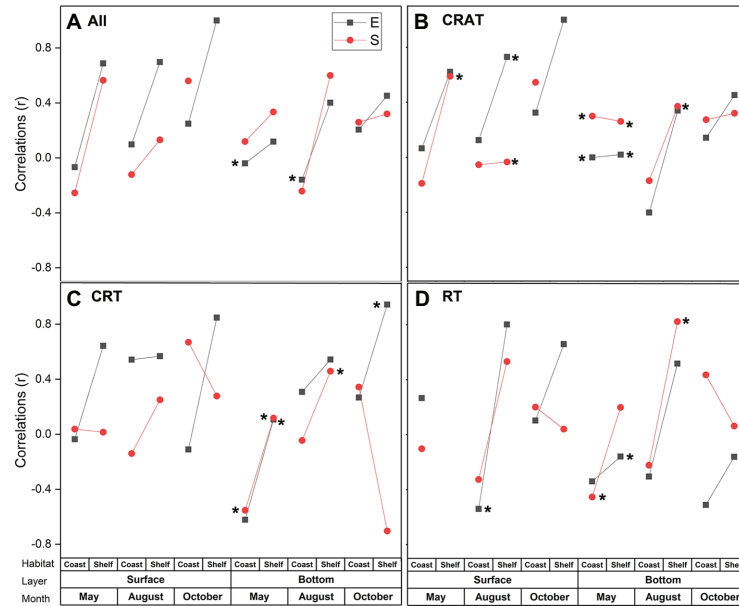 A All
E
S
B CRAT
Correlations (r)
0.8
0.4
0.0
-0.4
-0.8
* *
* * * * * * *
C CRT
D RT
Correlations (r)
0.8
0.4
0.0
-0.4
-0.8
* * * * *
* * * *
Habitat Coast Shelf Coast Shelf Coast Shelf Coast Shelf Coast Shelf Coast Shelf Coast Shelf Coast Shelf Coast Shelf Coast Shelf Coast Shelf Coast Shelf
Layer Surface Bottom Surface Bottom
Month May August October May August October May August October May August October